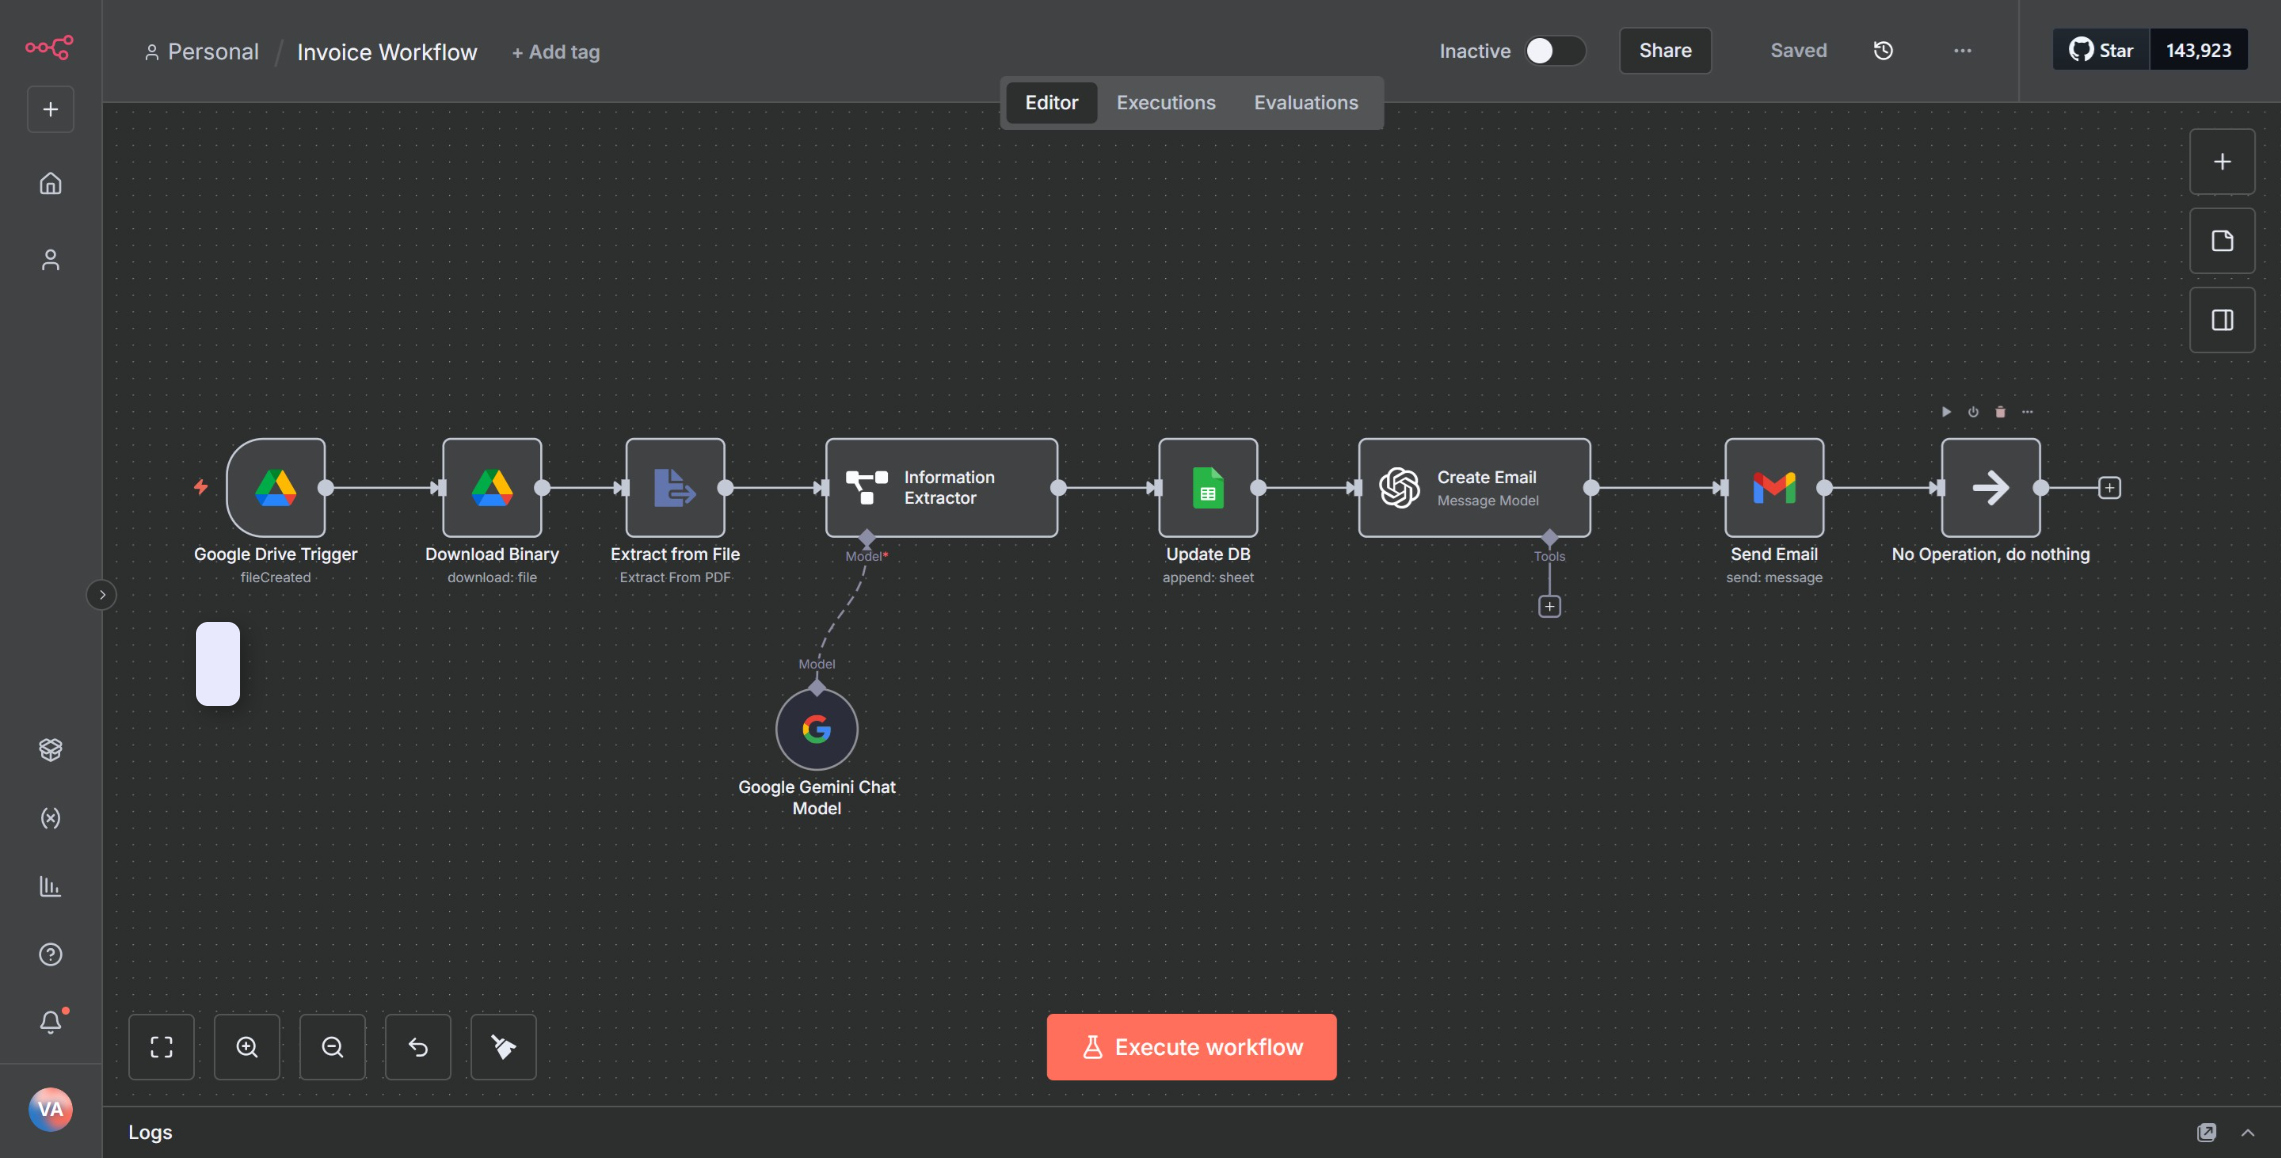 Personal / Invoice Workflow + Add tag
Inactive
Share
Saved
Star 143,923
Editor Executions Evaluations
Google Drive Trigger
fileCreated
Download Binary
download: file
Extract from File
Extract From PDF
Information
Extractor
Model*
Model
Google Gemini Chat
Model
Update DB
append: sheet
Create Email
Message Model
Tools
Send Email
send: message
No Operation, do nothing
Execute workflow
VA
Logs